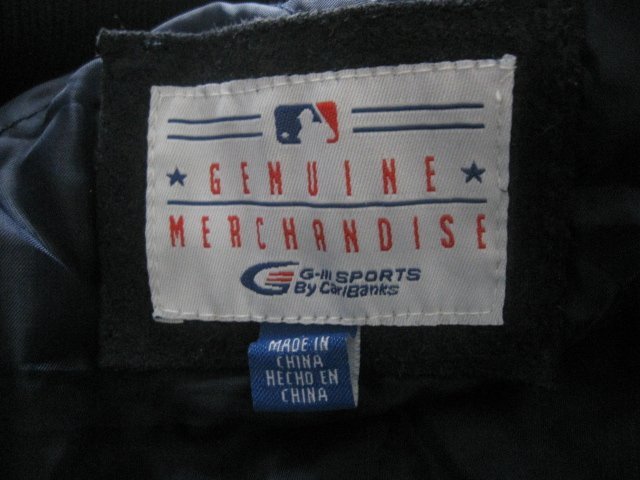 GENUINE
MERCHANDISE
G-III SPORTS
By Carl Banks
MADE IN
CHINA
HECHO EN
CHINA